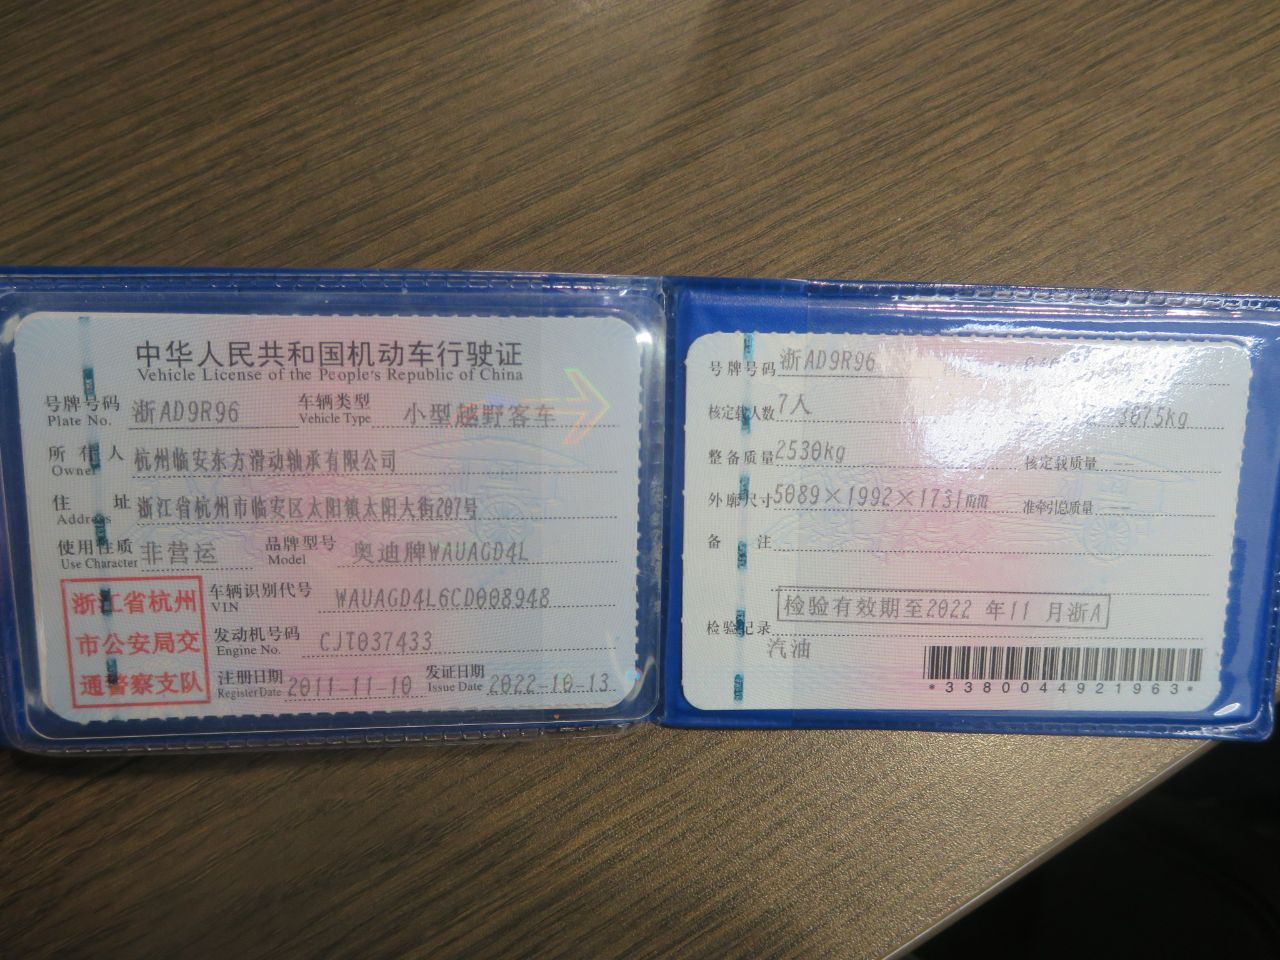 中华人民共和国机动车行驶证
Vehicle License of the People's Republic of China
号牌号码 浙AD9R96 车辆类型 小型越野客车
Plate No. Vehicle Type
所有人 杭州临安东方滑动轴承有限公司
Owner
住址 浙江省杭州市临安区太阳镇太阳大街207号
Address
使用性质 非营运 品牌型号 奥迪牌WAUAGD4L
Use Character Model
浙江省杭州
市公安局交
通警察支队
车辆识别代号 WAUAGD4L6CD008948
VIN
发动机号码 CJT037433
Engine No.
注册日期 2011-11-10 发证日期 2022-10-13
Register Date Issue Date
号牌号码 浙AD9R96
核定载人数 7人 3075kg
整备质量 2530kg 核定载质量 --
外廓尺寸 5089×1992×1731 准牵引总质量 --
备注
检验有效期至2022 年11 月浙A
检验记录
汽油
*3380044921963*